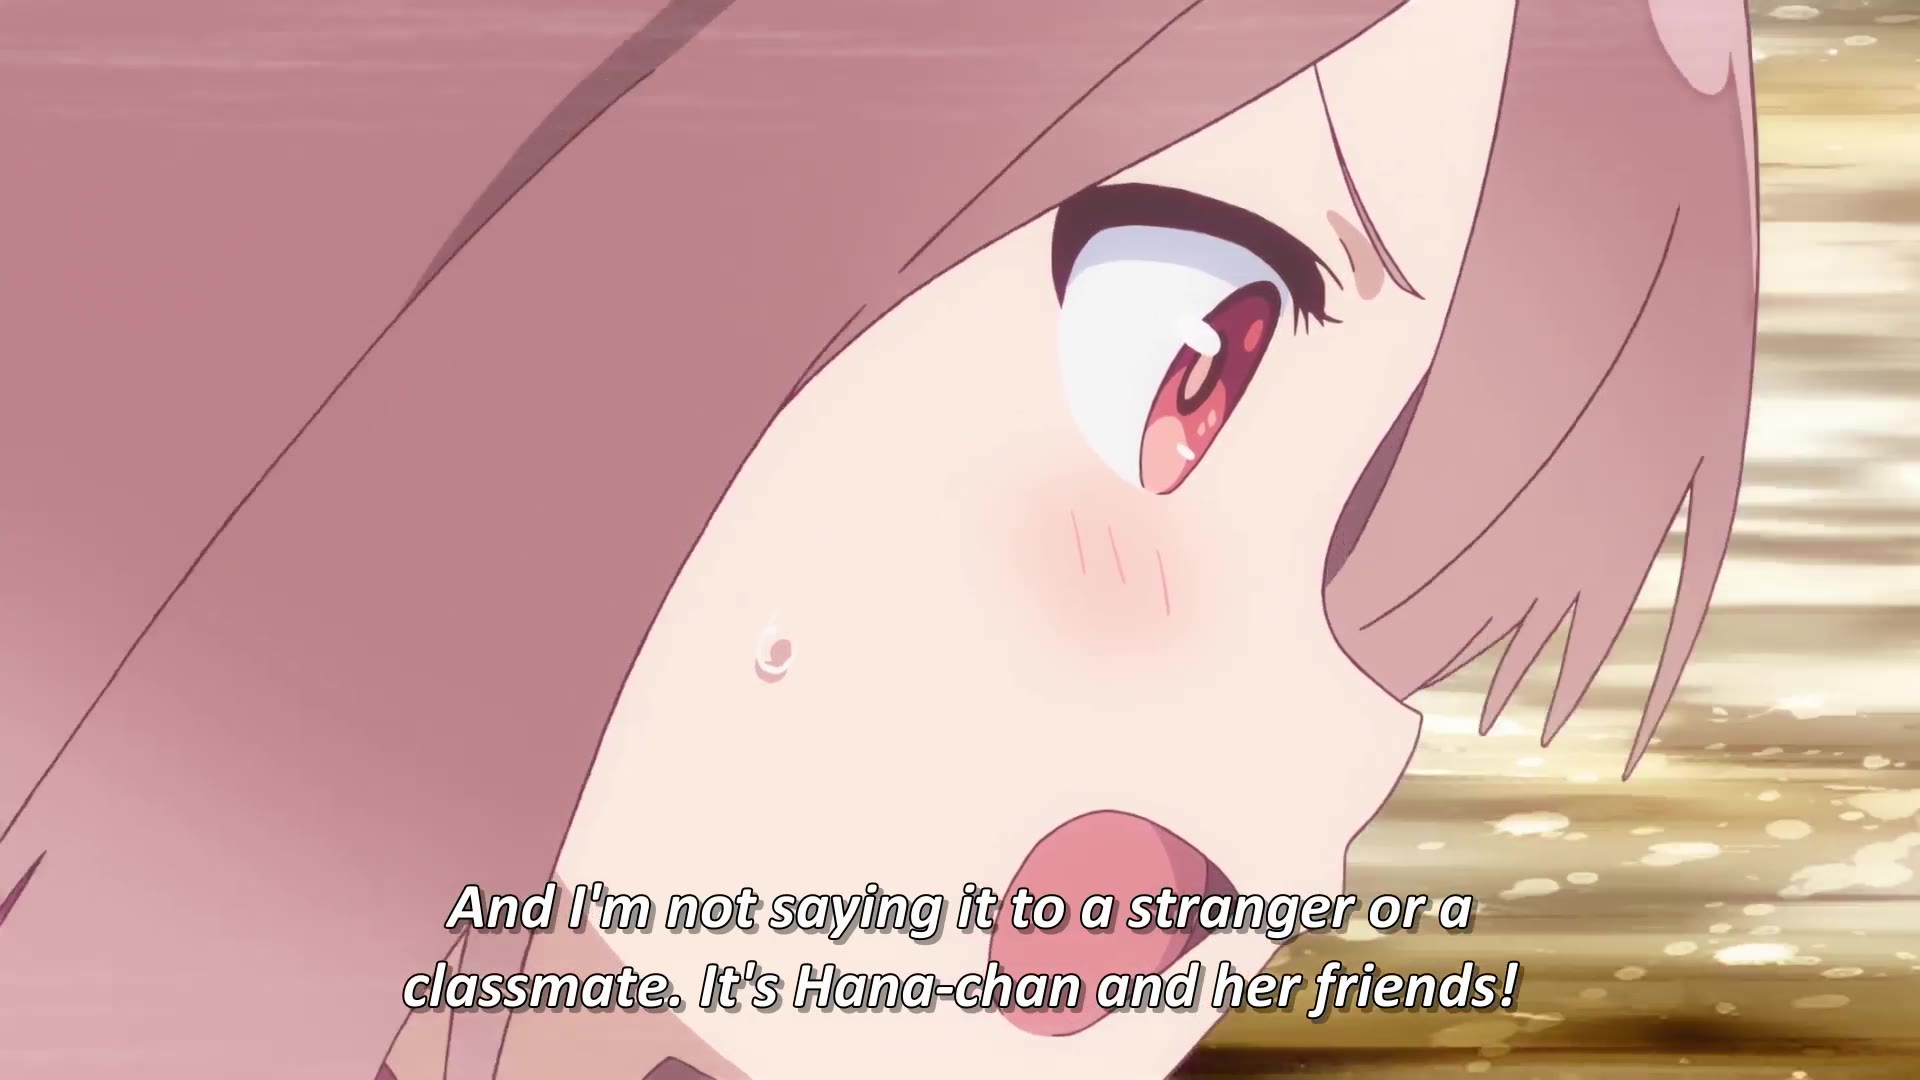 And I'm not saying it to a stranger or a
classmate. It's Hana-chan and her friends!